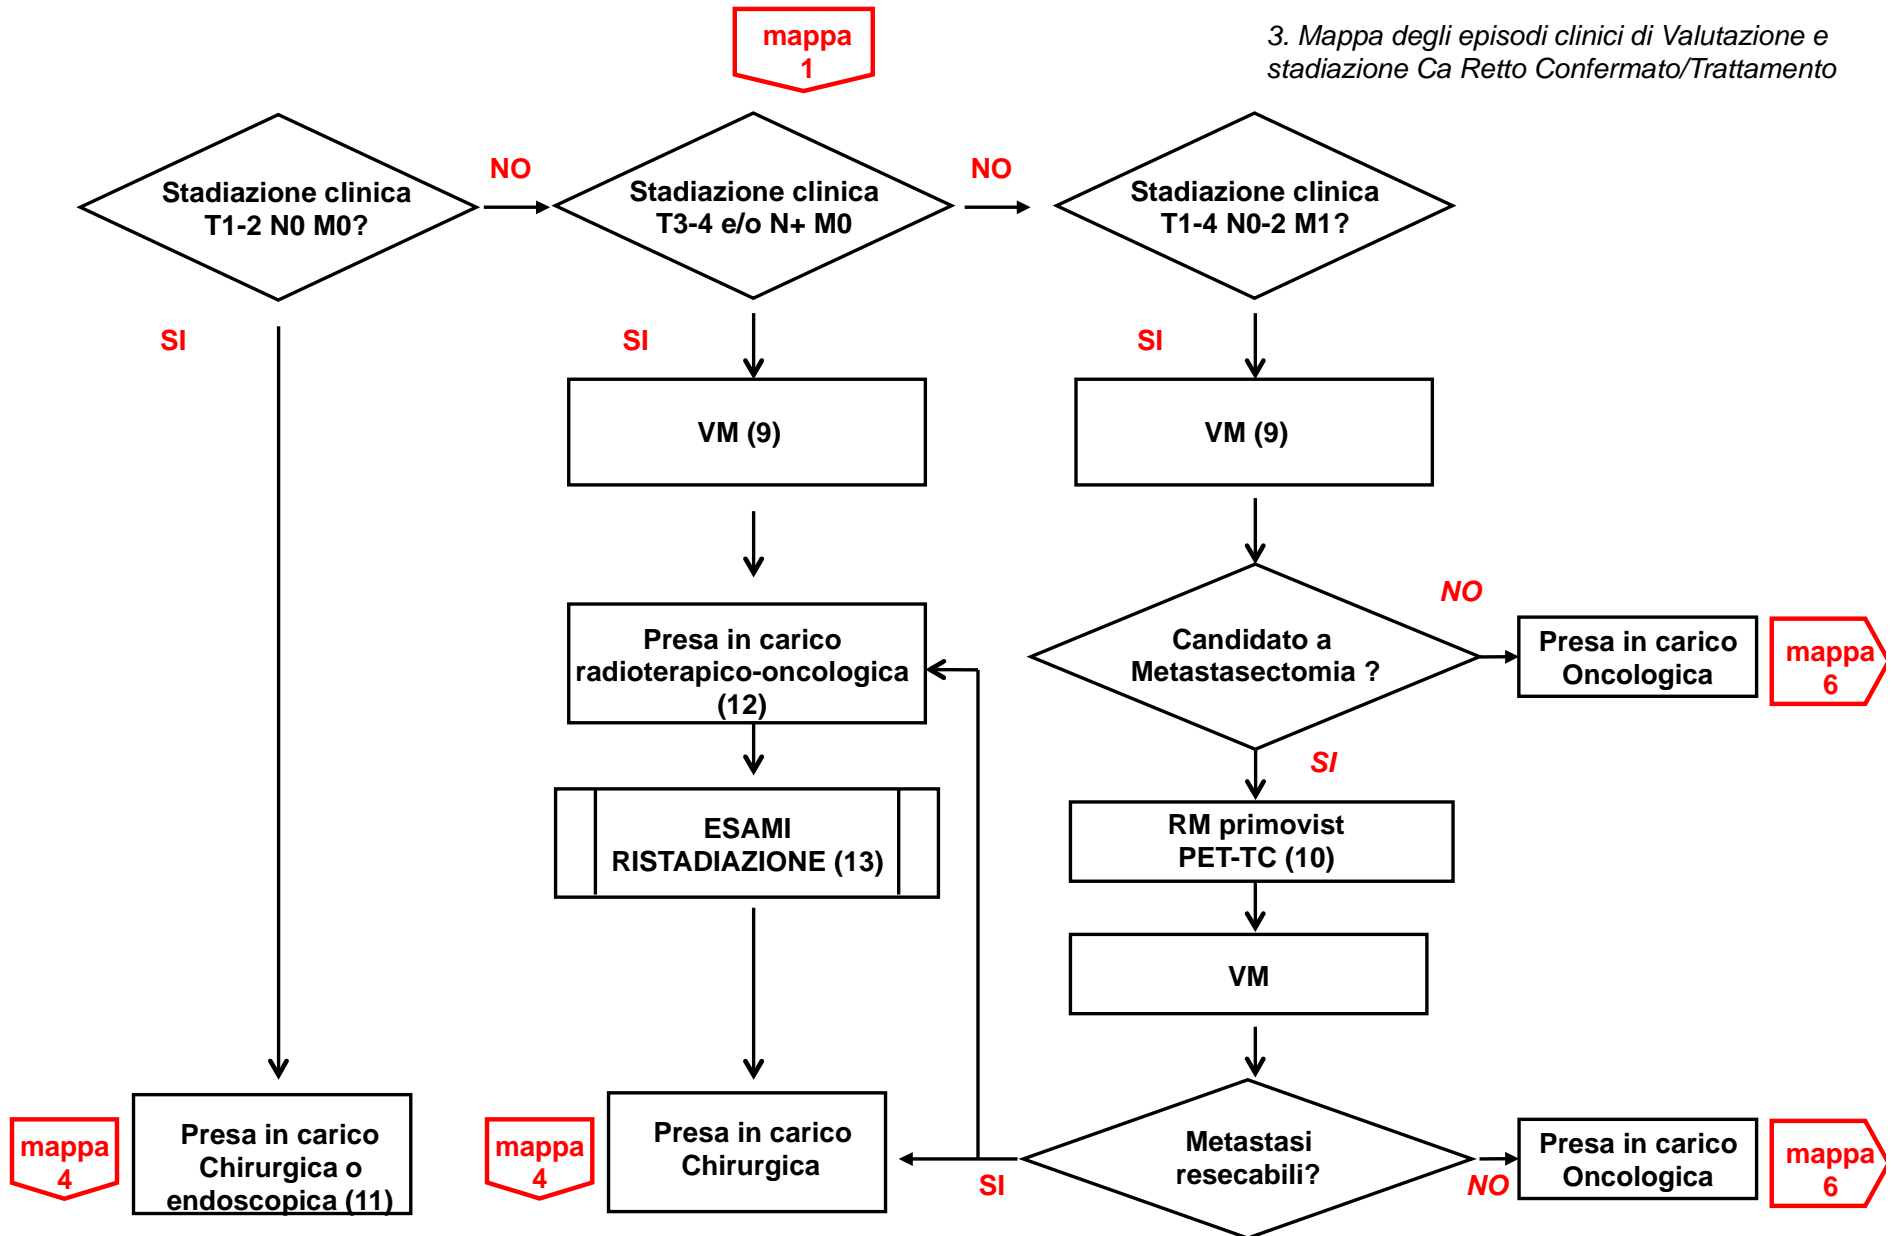 mappa
1
3. Mappa degli episodi clinici di Valutazione e
stadiazione Ca Retto Confermato/Trattamento
Stadiazione clinica
T1-2 N0 M0?
NO
Stadiazione clinica
T3-4 e/o N+ M0
NO
Stadiazione clinica
T1-4 N0-2 M1?
SI
SI
SI
VM (9)
VM (9)
Presa in carico
radioterapico-oncologica
(12)
Candidato a
Metastasectomia ?
NO
Presa in carico
Oncologica
mappa
6
SI
ESAMI
RISTADIAZIONE (13)
RM primovist
PET-TC (10)
VM
mappa
4
Presa in carico
Chirurgica o
endoscopica (11)
mappa
4
Presa in carico
Chirurgica
SI
Metastasi
resecabili?
NO
Presa in carico
Oncologica
mappa
6